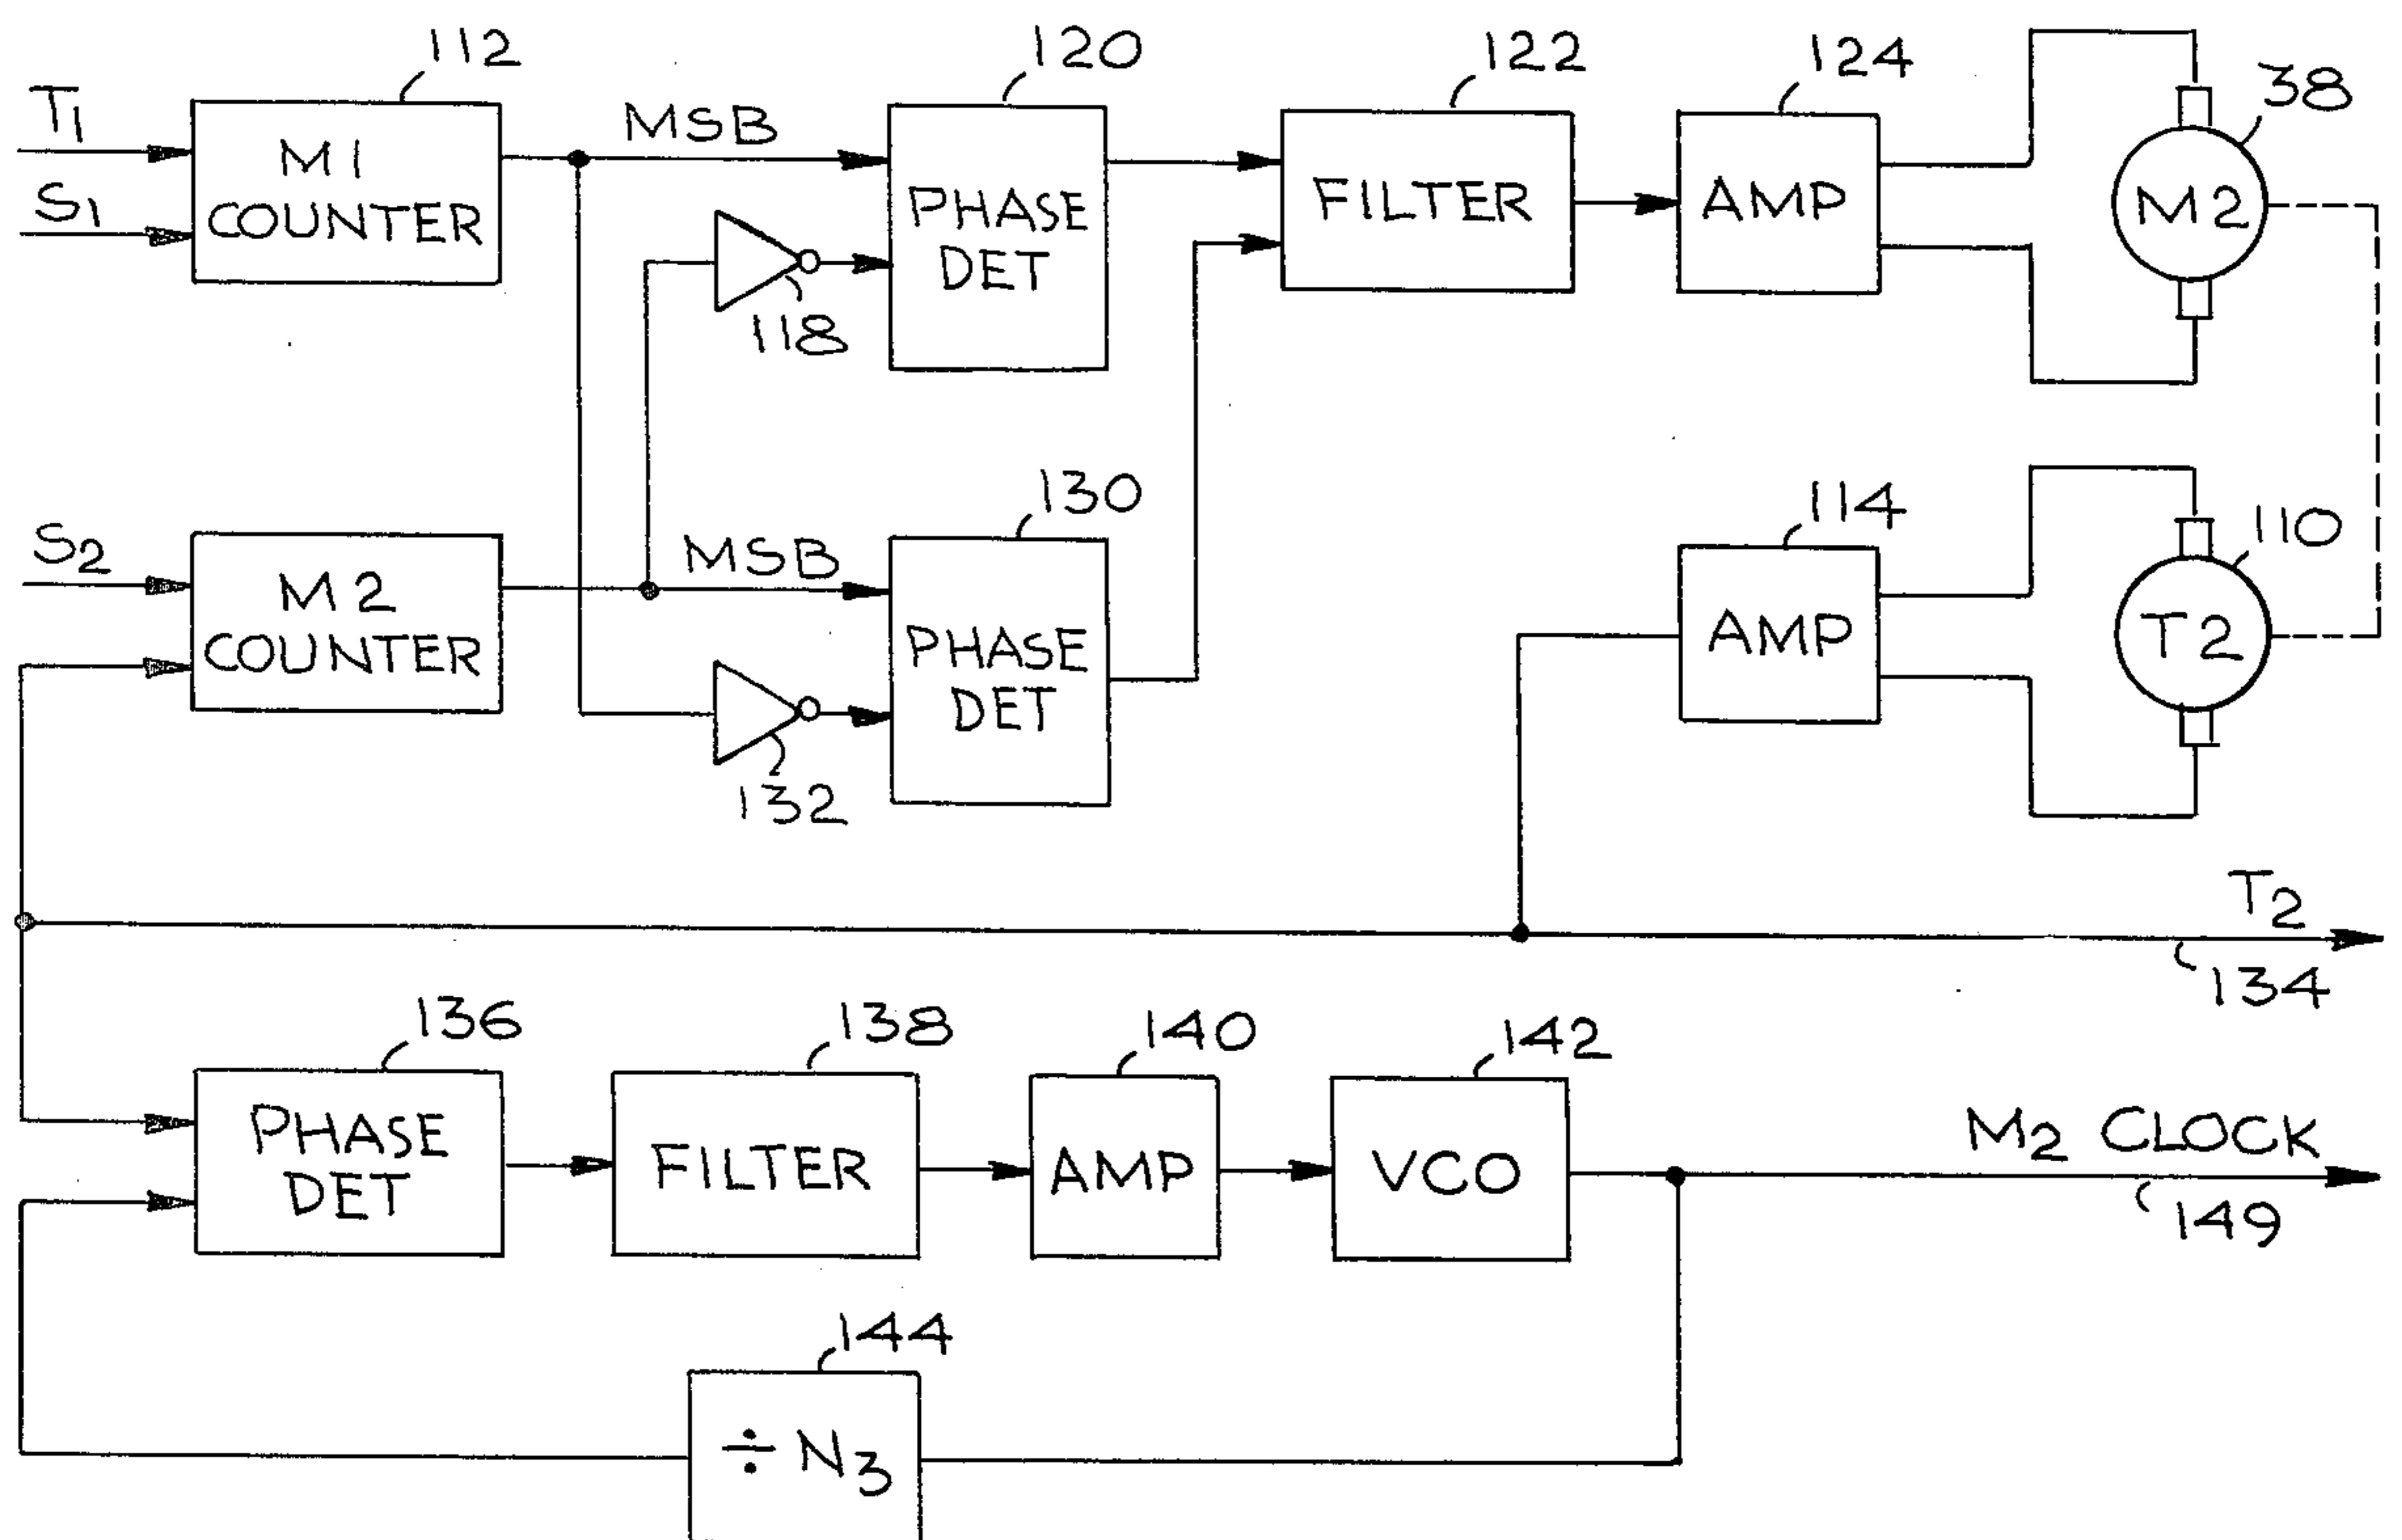 112
120
122
124
38
T1
S1
M1
COUNTER
MSB
PHASE
DET
FILTER
AMP
M2
118
S2
M2
COUNTER
MSB
130
PHASE
DET
132
114
AMP
110
T2
T2
134
136
138
140
142
PHASE
DET
FILTER
AMP
VCO
M2 CLOCK
149
144
÷ N3